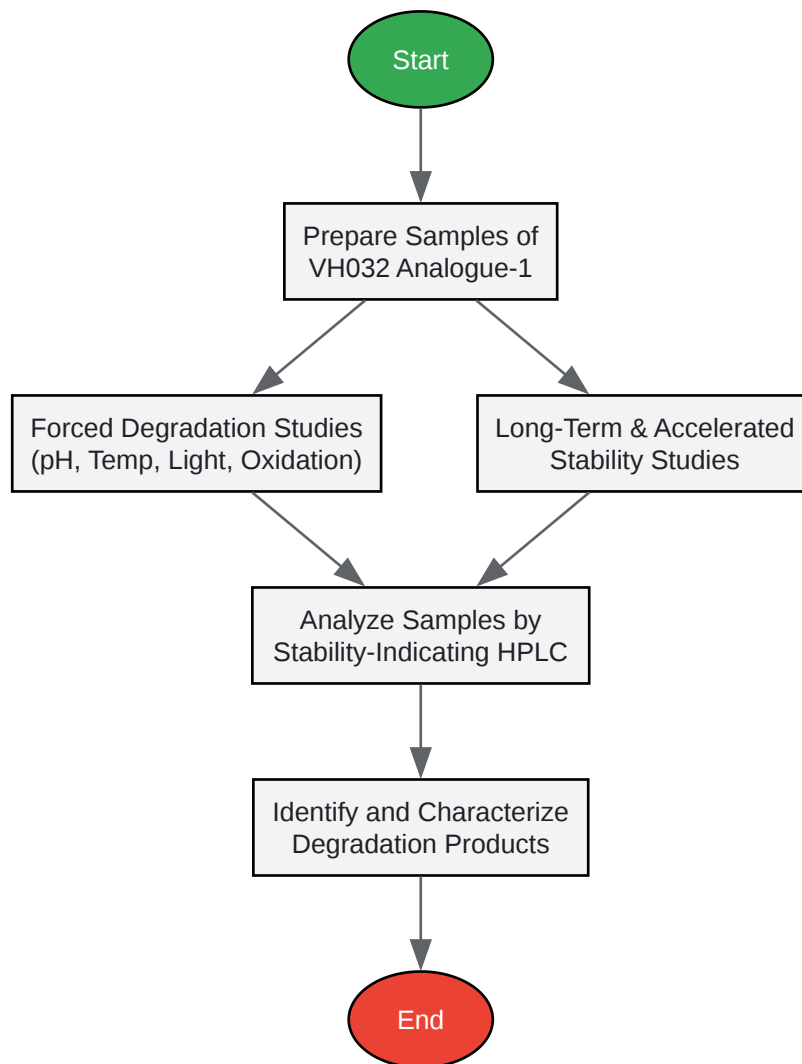 Start
Prepare Samples of
VH032 Analogue-1
Forced Degradation Studies
(pH, Temp, Light, Oxidation)
Long-Term & Accelerated
Stability Studies
Analyze Samples by
Stability-Indicating HPLC
Identify and Characterize
Degradation Products
End